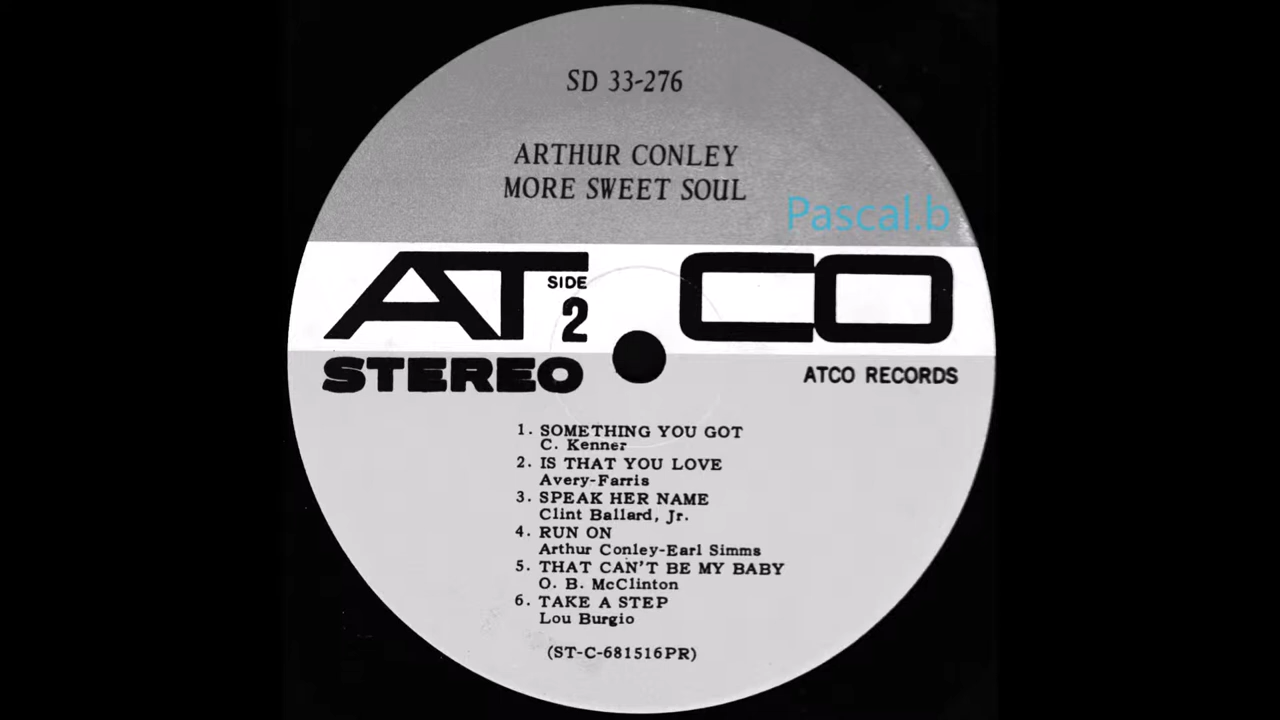 SD 33-276
ARTHUR CONLEY
MORE SWEET SOUL
Pascal.b
ATCO
SIDE
2
STEREO
ATCO RECORDS
1. SOMETHING YOU GOT
C. Kenner
2. IS THAT YOU LOVE
Avery-Farris
3. SPEAK HER NAME
Clint Ballard, Jr.
4. RUN ON
Arthur Conley-Earl Simms
5. THAT CAN'T BE MY BABY
O. B. McClinton
6. TAKE A STEP
Lou Burgio
(ST-C-681516PR)